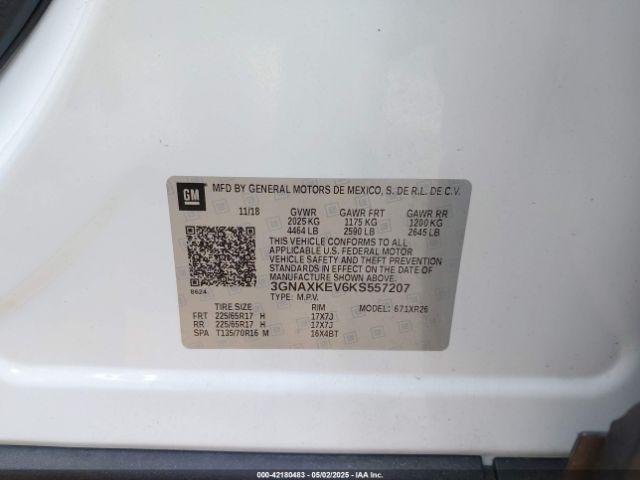 GM MFD BY GENERAL MOTORS DE MEXICO, S. DE R.L. DE C.V.
11/18 GVWR GAWR FRT GAWR RR
2025 KG 1175 KG 1200 KG
4464 LB 2590 LB 2645 LB
THIS VEHICLE CONFORMS TO ALL
APPLICABLE U.S. FEDERAL MOTOR
VEHICLE SAFETY AND THEFT PREVENTION
STANDARDS IN EFFECT ON THE DATE OF
MANUFACTURE SHOWN ABOVE.
8624 3GNAXKEV6KS557207
TYPE: M.P.V. MODEL: 671XR26
TIRE SIZE RIM
FRT 225/65R17 H 17X7J
RR 225/65R17 H 17X7J
SPA T135/70R16 M 16X4BT
© 000-42180483 - 05/02/2025 - IAA Holdings, LLC